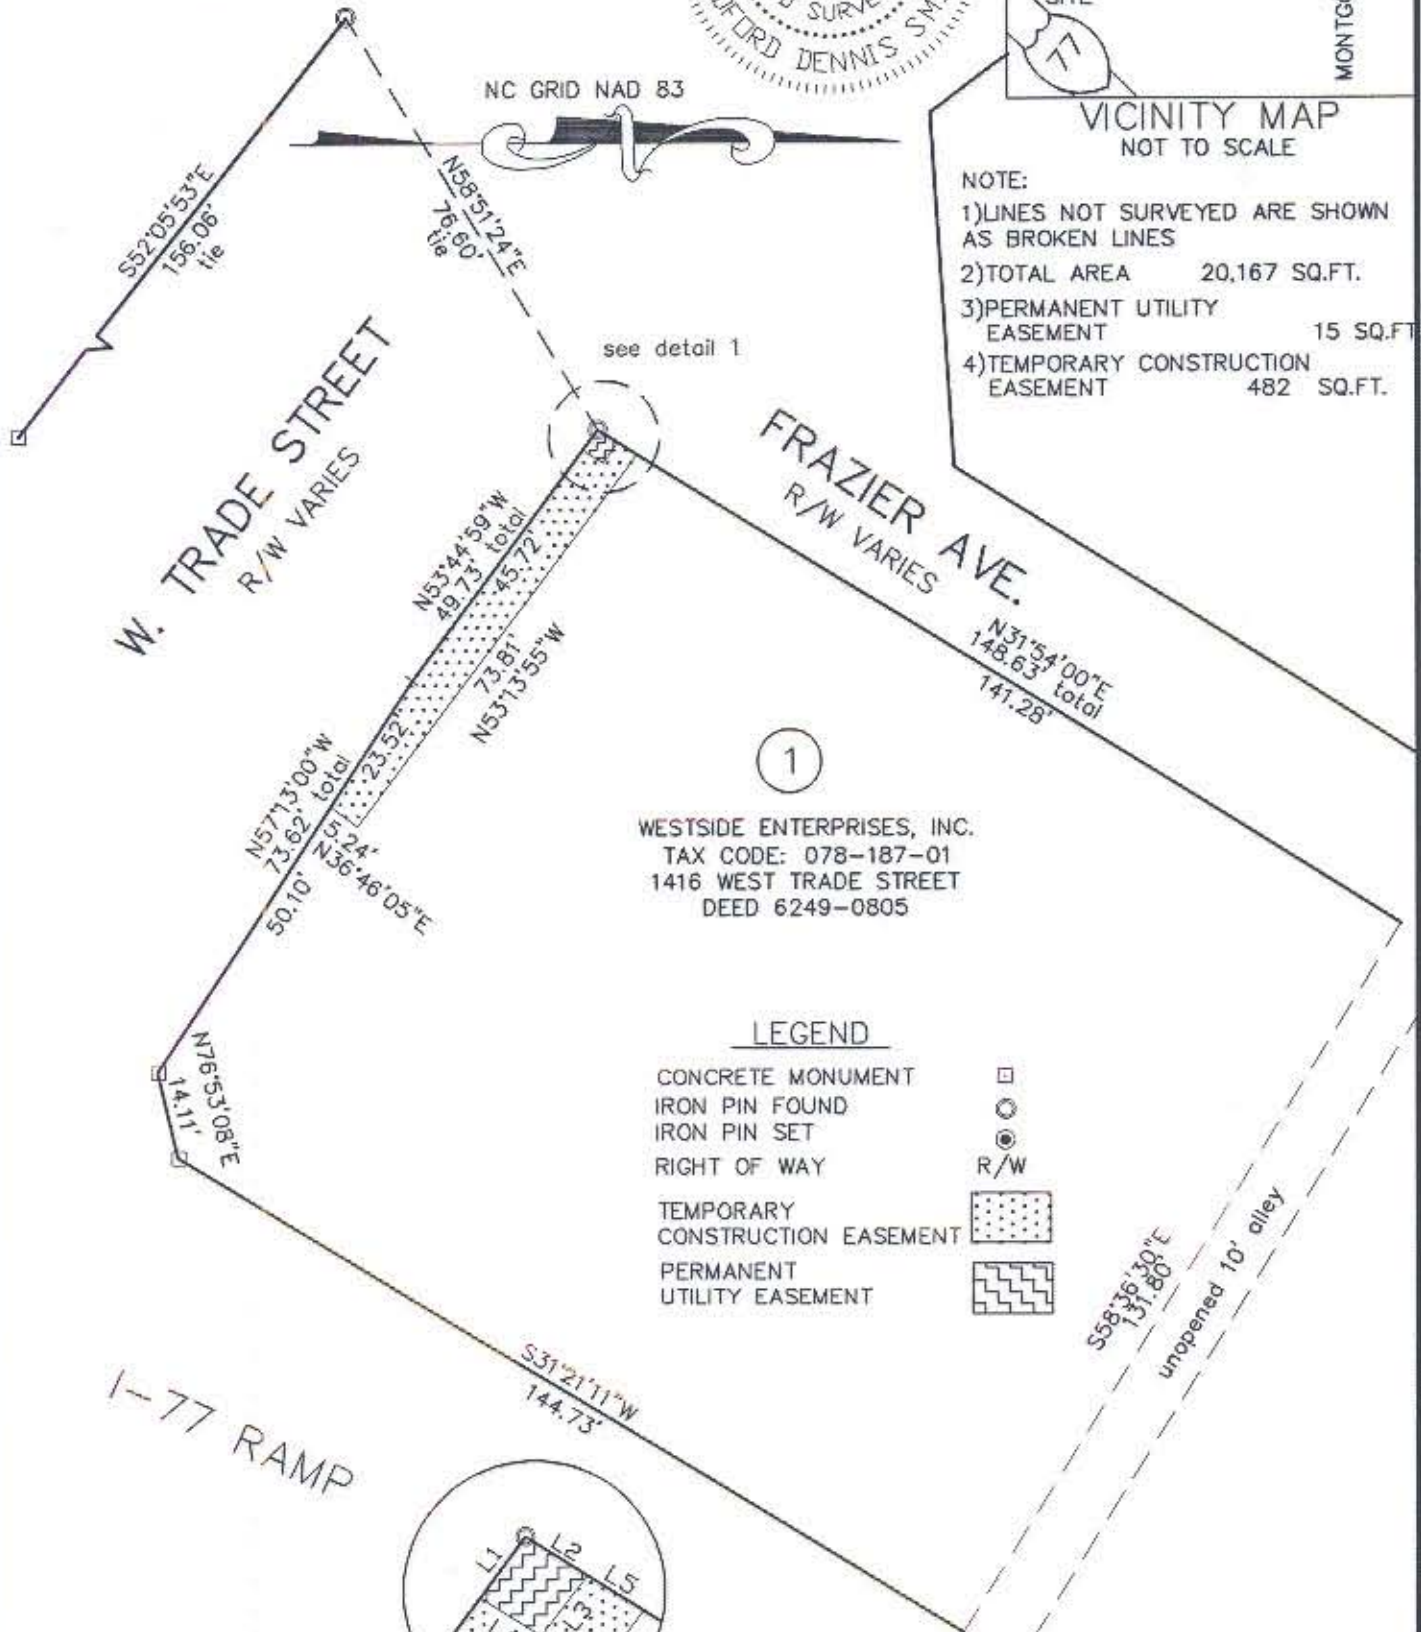 SURVE
FORD DENNIS SM
77
MONTG
VICINITY MAP
NOT TO SCALE
NC GRID NAD 83
NOTE:
1)LINES NOT SURVEYED ARE SHOWN
AS BROKEN LINES
2)TOTAL AREA 20,167 SQ.FT.
3)PERMANENT UTILITY
EASEMENT 15 SQ.FT
4)TEMPORARY CONSTRUCTION
EASEMENT 482 SQ.FT.
S52°05'53"E
156.06'
tie
N58°51'24"E
76.60'
tie
see detail 1
W. TRADE STREET
R/W VARIES
FRAZIER AVE.
R/W VARIES
N53°44'59"W
49.73' total
45.72'
73.81'
N53°13'55"W
N31°54'00"E
148.63' total
141.28'
N57°13'00"W
73.62' total
23.52'
5.24'
N36°46'05"E
50.10'
1
WESTSIDE ENTERPRISES, INC.
TAX CODE: 078-187-01
1416 WEST TRADE STREET
DEED 6249-0805
N76°53'08"E
14.11'
LEGEND
CONCRETE MONUMENT
IRON PIN FOUND
IRON PIN SET
RIGHT OF WAY R/W
TEMPORARY
CONSTRUCTION EASEMENT
PERMANENT
UTILITY EASEMENT
S58°36'30"E
131.80'
unopened 10' alley
S31°21'11"W
144.73'
I-77 RAMP
L1
L2
L5
L3